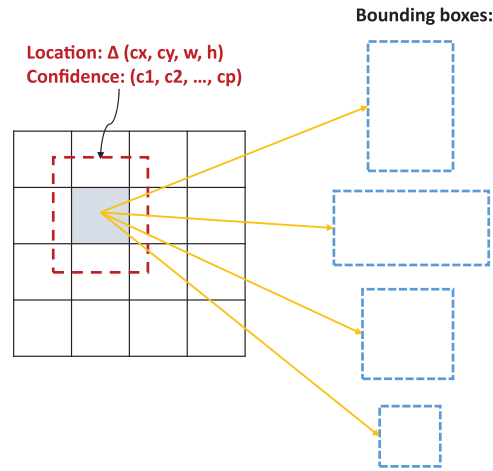 Bounding boxes:
Location: Δ (cx, cy, w, h)
Confidence: (c1, c2, ..., cp)